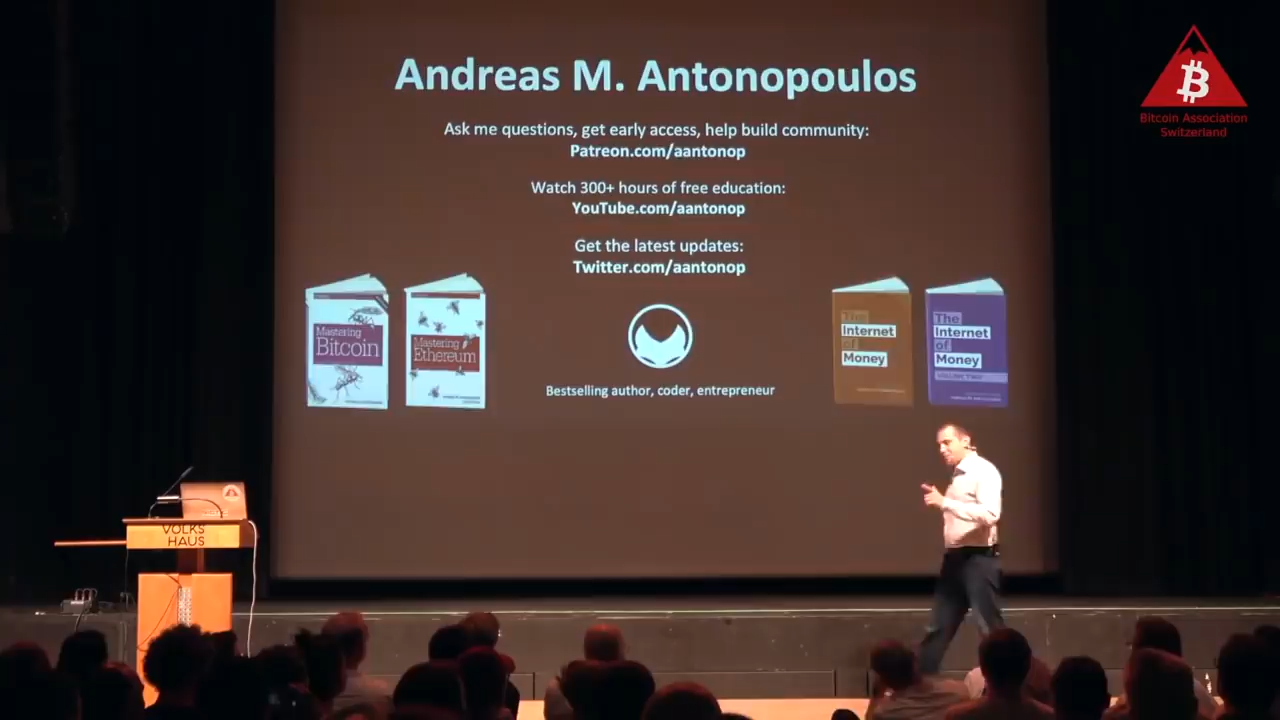 Andreas M. Antonopoulos
Ask me questions, get early access, help build community:
Patreon.com/aantonop
Watch 300+ hours of free education:
YouTube.com/aantonop
Get the latest updates:
Twitter.com/aantonop
Mastering
Bitcoin
Mastering
Ethereum
The
Internet
of
Money
The
Internet
of
Money
VOLUME TWO
Bestselling author, coder, entrepreneur
Bitcoin Association
Switzerland
VOLKS
HAUS